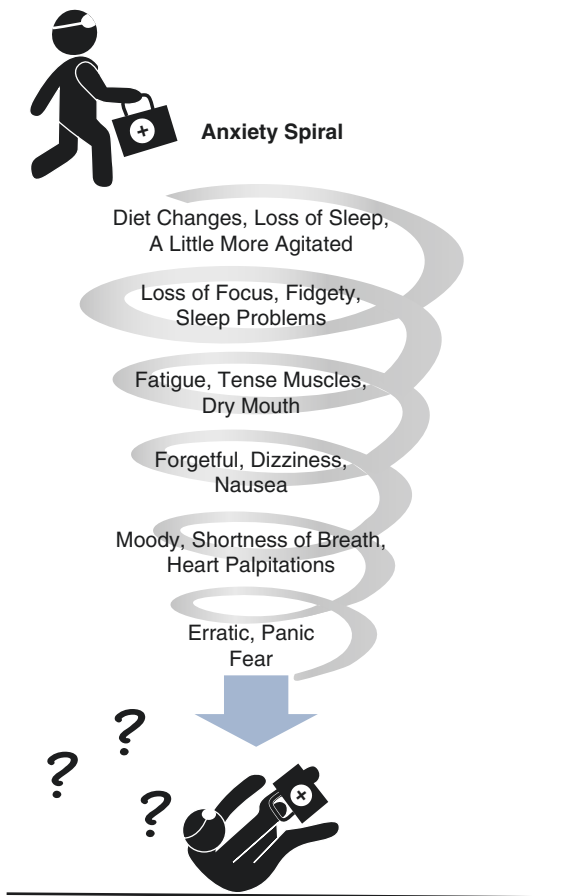 Anxiety Spiral
Diet Changes, Loss of Sleep,
A Little More Agitated
Loss of Focus, Fidgety,
Sleep Problems
Fatigue, Tense Muscles,
Dry Mouth
Forgetful, Dizziness,
Nausea
Moody, Shortness of Breath,
Heart Palpitations
Erratic, Panic
Fear
?
?
?